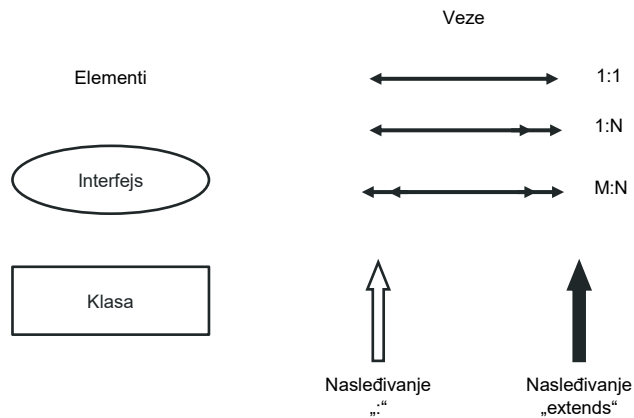 Veze
Elementi
1:1
1:N
Interfejs
M:N
Klasa
Nasleđivanje
„:“
Nasleđivanje
„extends“